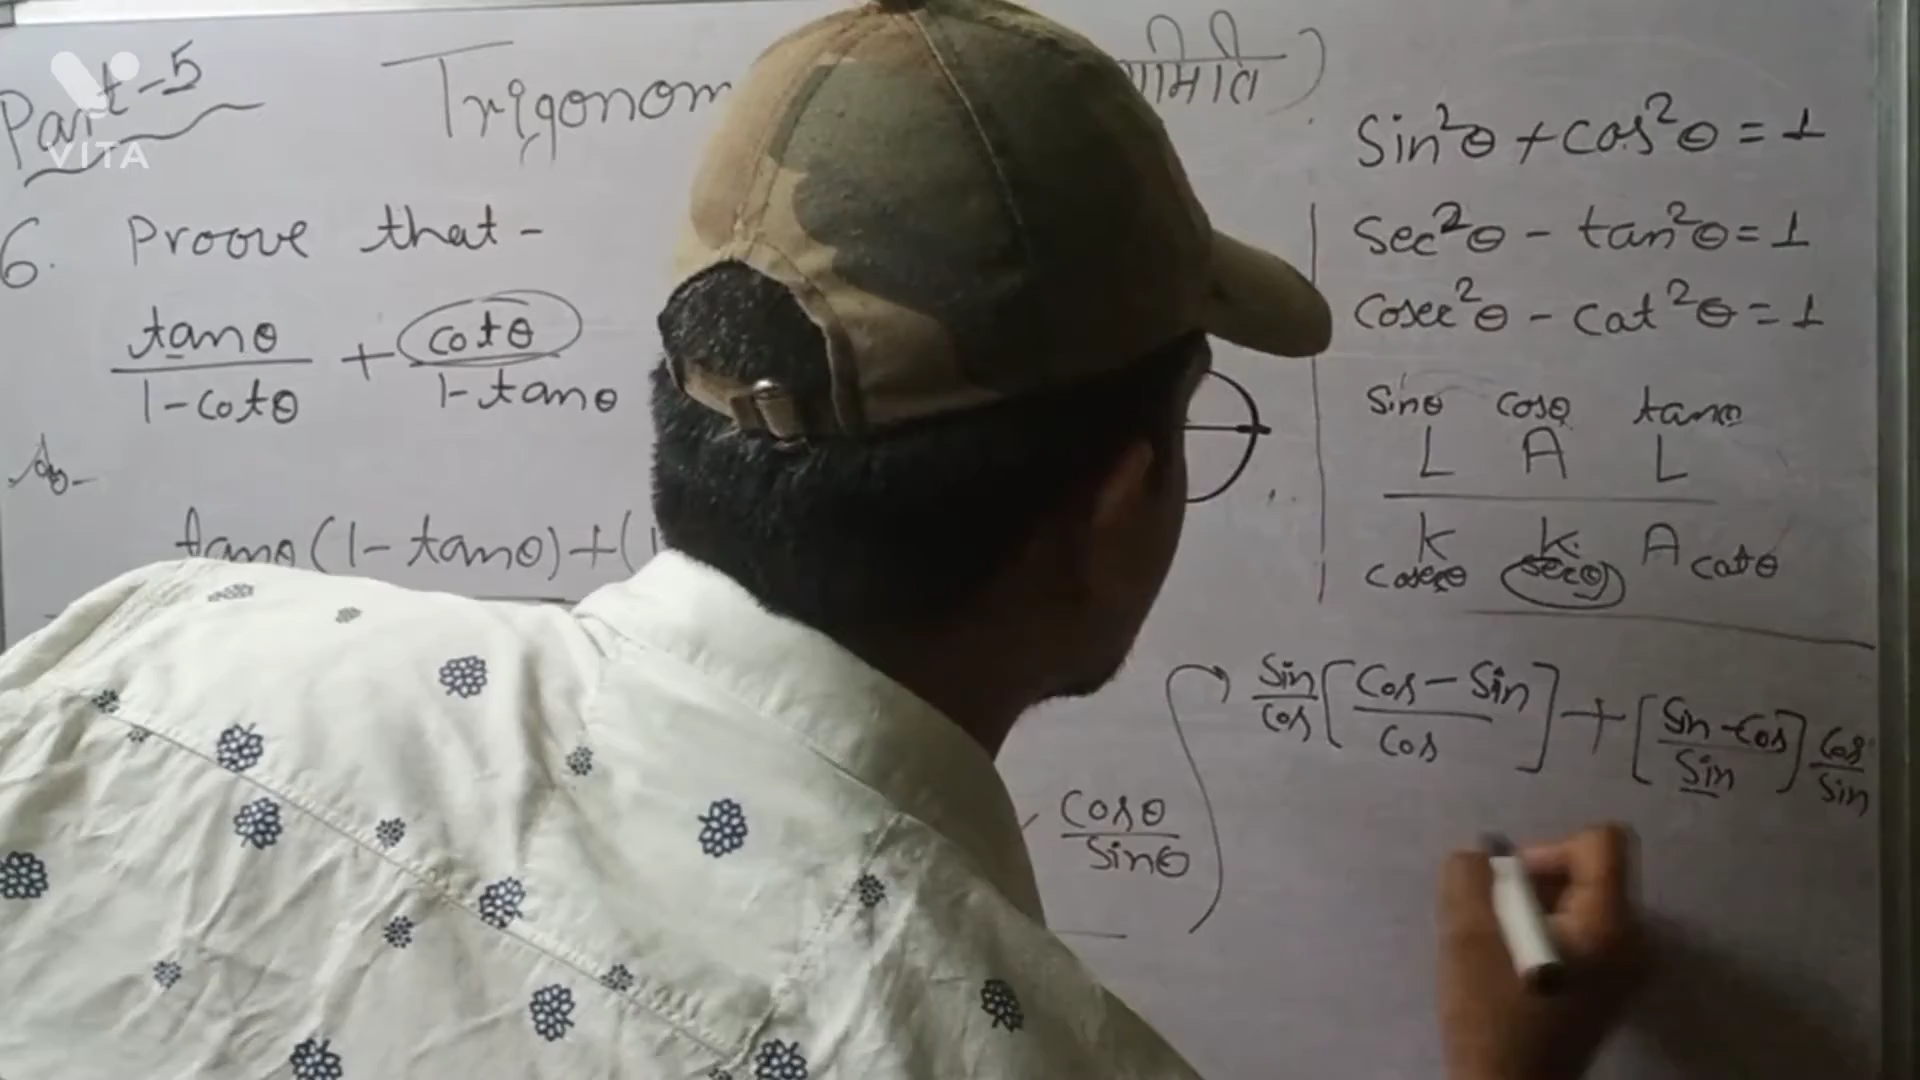 Part-5
VITA
Trigonom
6. Proove that -
tanθ/1-cotθ + cotθ/1-tanθ
tanθ(1-tanθ)+(
Sin²θ + cos²θ = 1
Sec²θ - tan²θ = 1
Cosec²θ - cat²θ = 1
Sinθ cosθ tanθ
L A L
K K A
Cosecθ secθ catθ
Sin/Cos [Cos - Sin/Cos] + [Sin - Cos/Sin] Cos/Sin
Cosθ/Sinθ